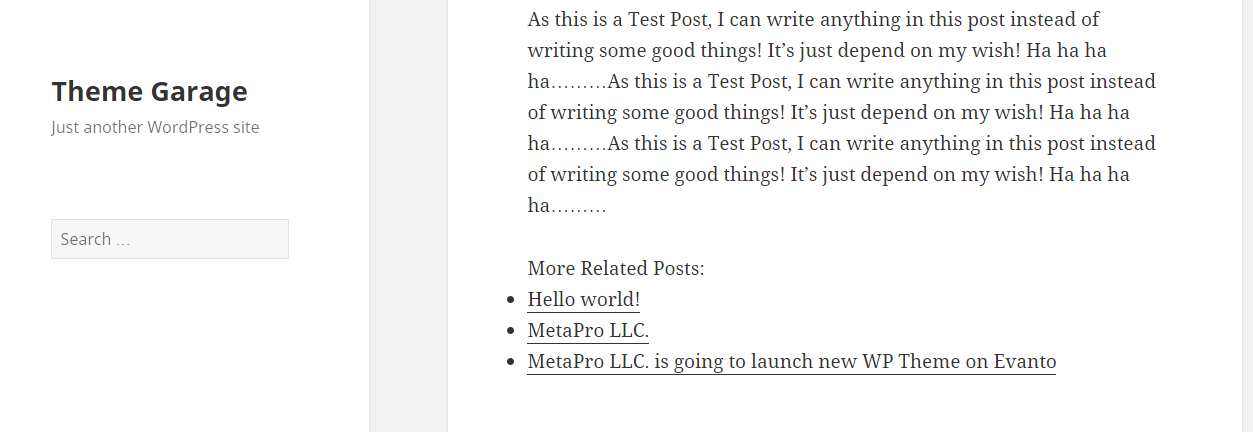 Theme Garage
Just another WordPress site
Search …
As this is a Test Post, I can write anything in this post instead of
writing some good things! It’s just depend on my wish! Ha ha ha
ha………As this is a Test Post, I can write anything in this post instead
of writing some good things! It’s just depend on my wish! Ha ha ha
ha………As this is a Test Post, I can write anything in this post instead
of writing some good things! It’s just depend on my wish! Ha ha ha
ha………
More Related Posts:
• Hello world!
• MetaPro LLC.
• MetaPro LLC. is going to launch new WP Theme on Evanto